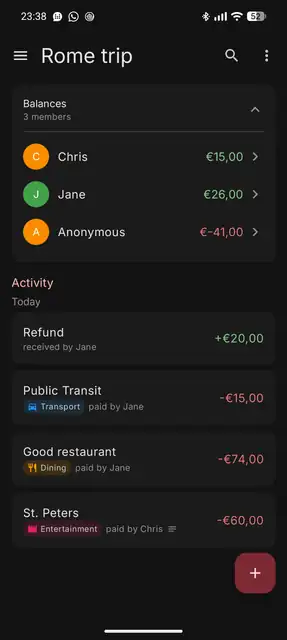 23:38
52
Rome trip
Balances
3 members
C Chris €15,00
J Jane €26,00
A Anonymous €-41,00
Activity
Today
Refund +€20,00
received by Jane
Public Transit -€15,00
Transport paid by Jane
Good restaurant -€74,00
Dining paid by Jane
St. Peters -€60,00
Entertainment paid by Chris
+